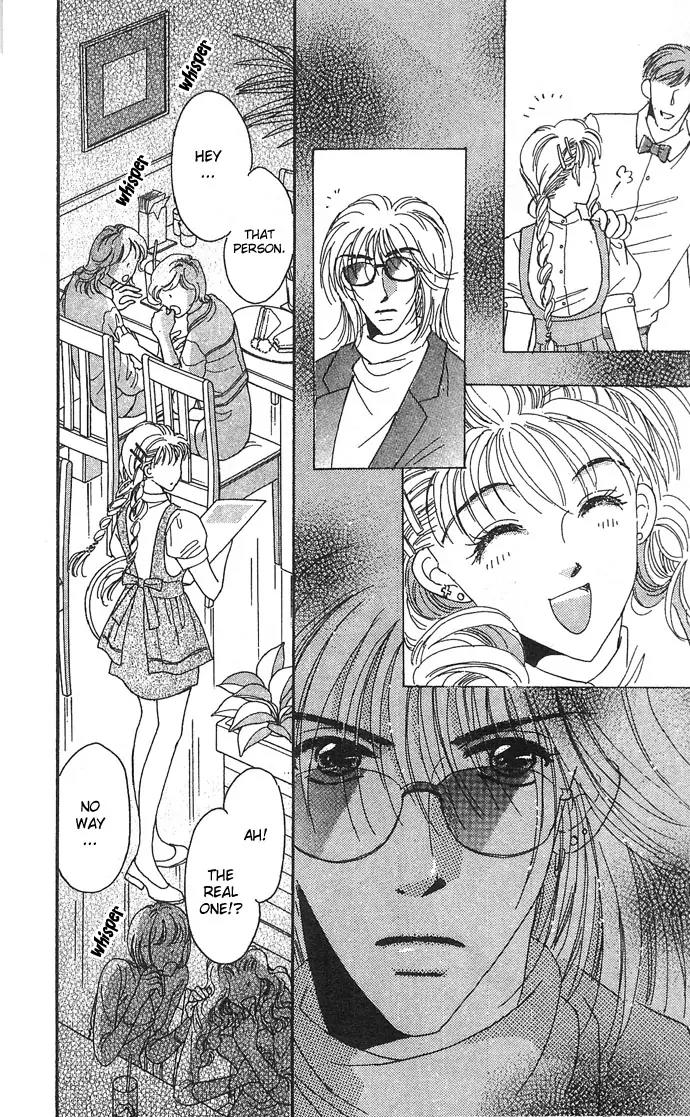 whisper
HEY
...
THAT
PERSON.
whisper
AH!
THE
REAL
ONE!?
NO
WAY
...
whisper